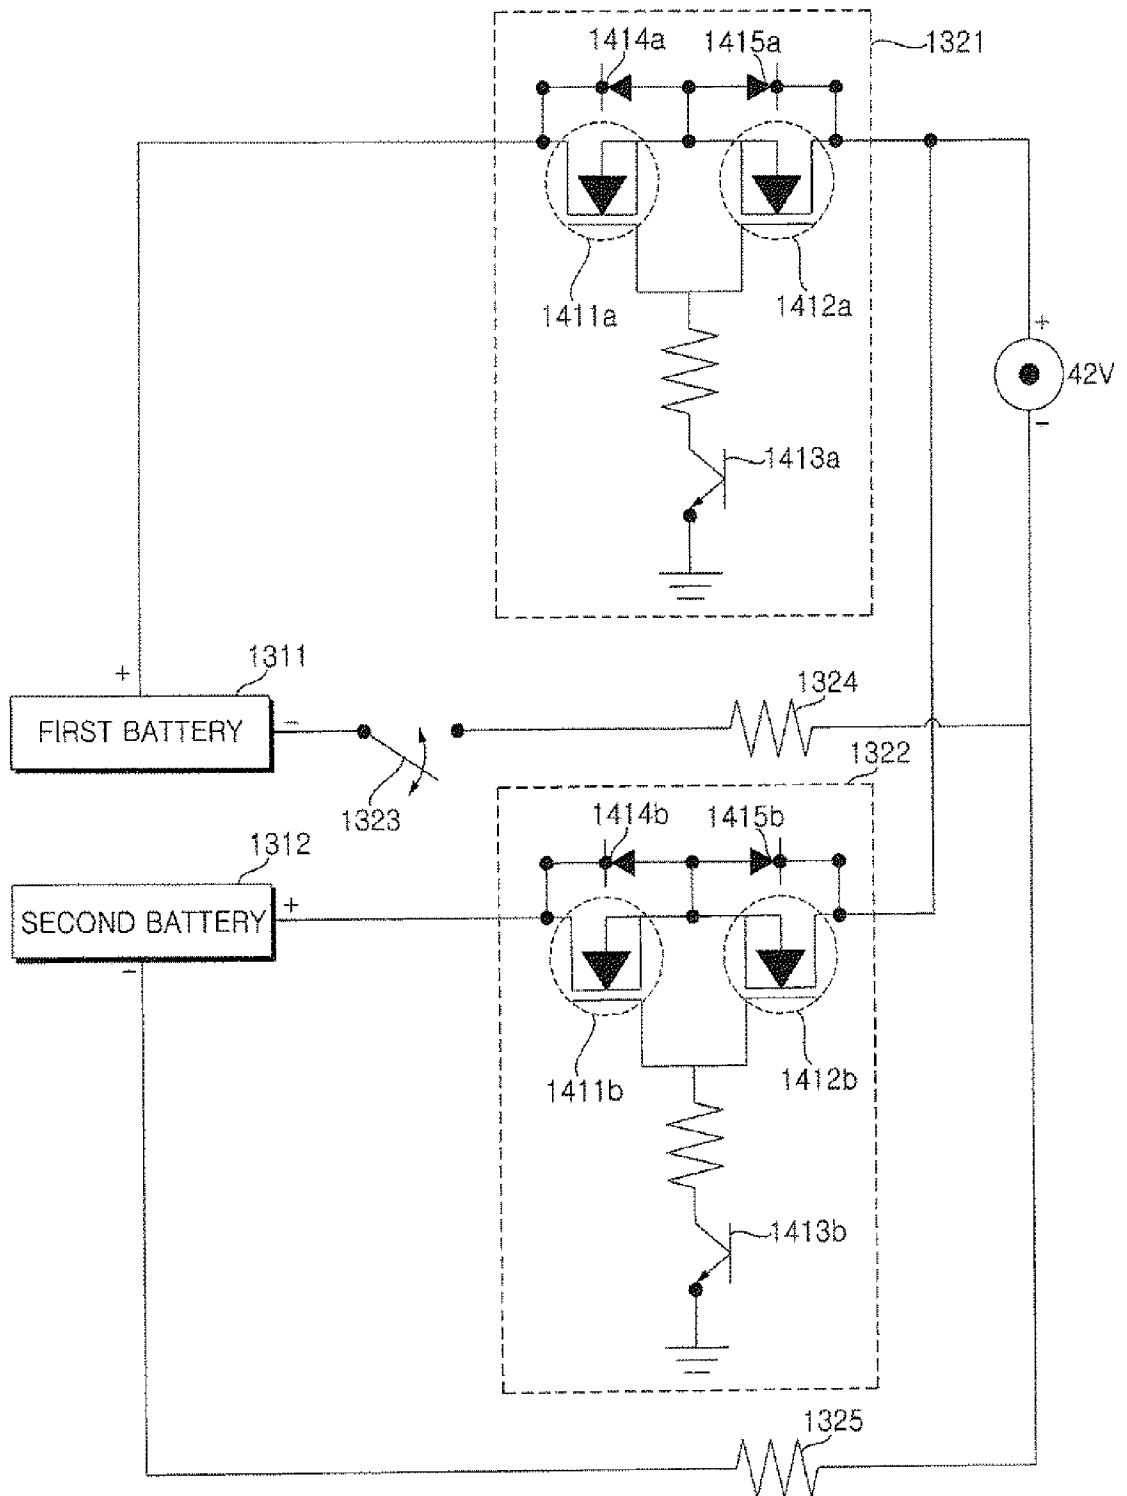 1414a
1415a
1321
1411a
1412a
+
42V
−
1413a
1311
+
FIRST BATTERY
−
1324
1323
1322
1414b
1415b
1312
SECOND BATTERY
+
−
1411b
1412b
1413b
1325